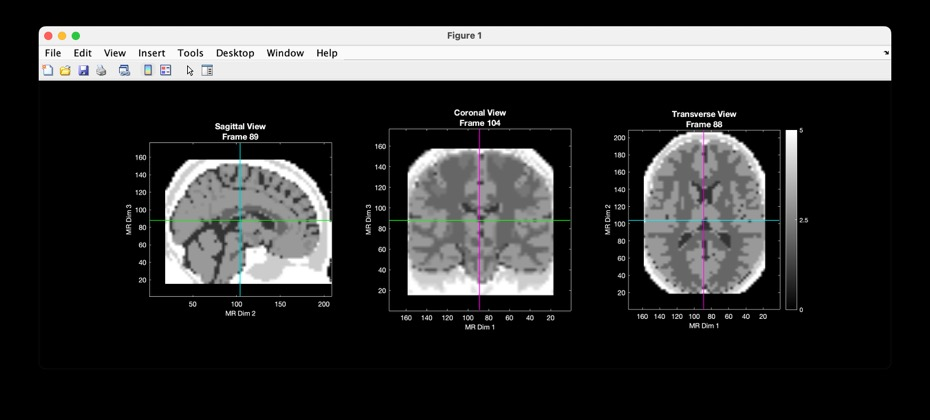 Figure 1
File Edit View Insert Tools Desktop Window Help
Sagittal View
Frame 89
160
140
120
100
80
60
40
20
MR Dim 3
50 100 150 200
MR Dim 2
Coronal View
Frame 104
160
140
120
100
80
60
40
20
MR Dim 3
160 140 120 100 80 60 40 20
MR Dim 1
Transverse View
Frame 88
200
180
160
140
120
100
80
60
40
20
MR Dim 2
160 140 120 100 80 60 40 20
MR Dim 1
5
2.5
0